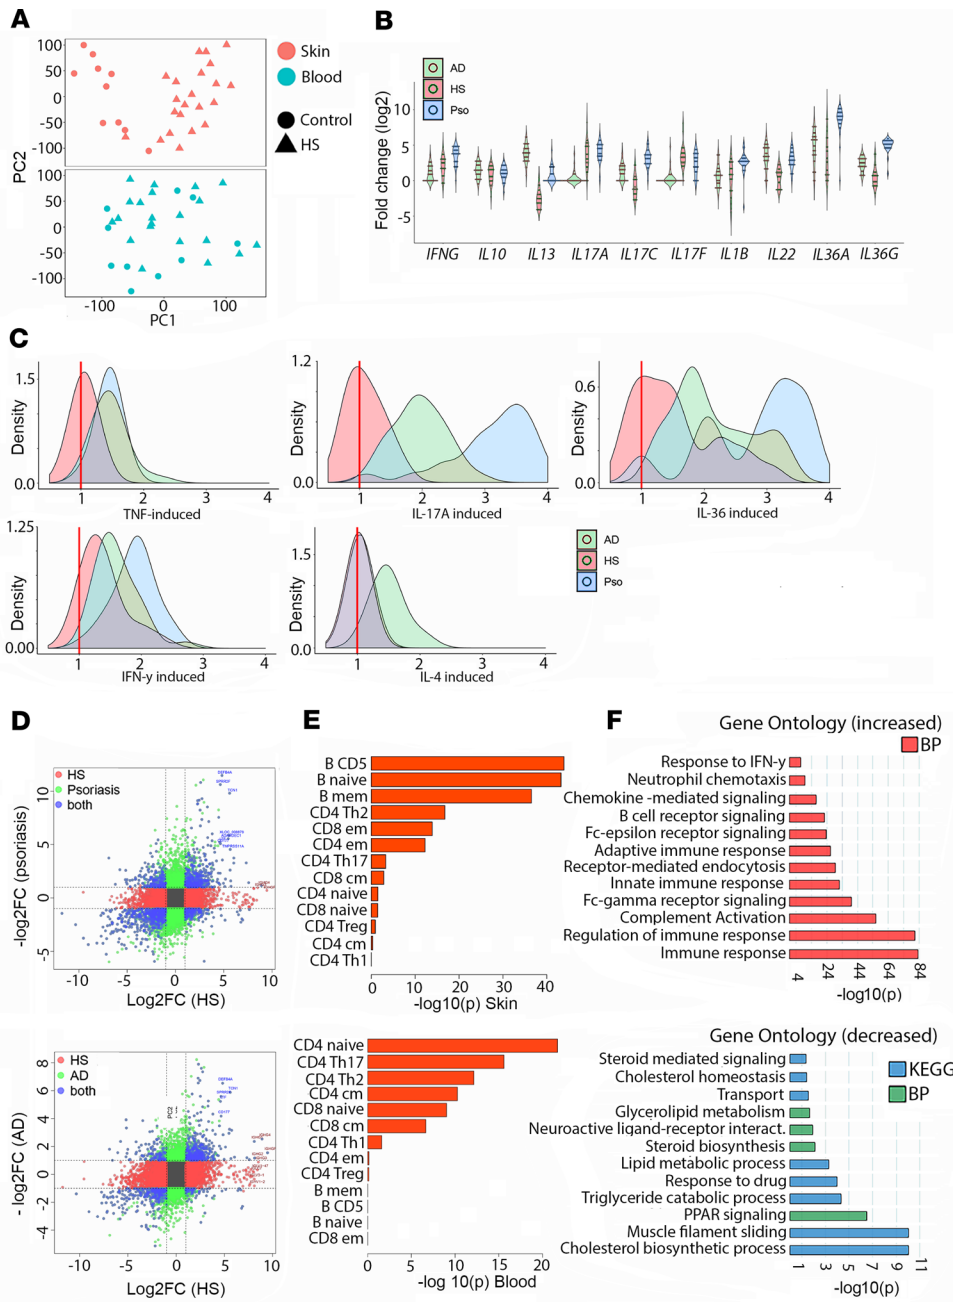 A
100
50
0
-50
-100
PC2
100
50
0
-50
-100
-100
0
100
PC1
Skin
Blood
Control
HS
B
AD
HS
Pso
Fold change (log2)
10
5
0
-5
IFNG IL10 IL13 IL17A IL17C IL17F IL1B IL22 IL36A IL36G
C
Density
1.5
0.0
1 2 3 4
TNF-induced
Density
1.2
0.0
1 2 3 4
IL-17A induced
Density
0.6
0.0
1 2 3 4
IL-36 induced
Density
1.25
0.00
1 2 3 4
IFN-y induced
Density
1.5
0.0
1 2 3 4
IL-4 induced
AD
HS
Pso
D
HS
Psoriasis
both
-log2FC (psoriasis)
10
5
0
-5
-10 -5 0 5 10
Log2FC (HS)
HS
AD
both
PC2
- log2FC (AD)
8
6
4
2
0
-2
-4
-10 -5 0 5 10
Log2FC (HS)
E
B CD5
B naive
B mem
CD4 Th2
CD8 em
CD4 em
CD4 Th17
CD8 cm
CD4 naive
CD8 naive
CD4 Treg
CD4 cm
CD4 Th1
0 10 20 30 40
-log10(p) Skin
CD4 naive
CD4 Th17
CD4 Th2
CD4 cm
CD8 naive
CD8 cm
CD4 Th1
CD4 em
CD4 Treg
B mem
B CD5
B naive
CD8 em
0 5 10 15 20
-log 10(p) Blood
F
Gene Ontology (increased)
BP
Response to IFN-y
Neutrophil chemotaxis
Chemokine -mediated signaling
B cell receptor signaling
Fc-epsilon receptor signaling
Adaptive immune response
Receptor-mediated endocytosis
Innate immune response
Fc-gamma receptor signaling
Complement Activation
Regulation of immune response
Immune response
4 24 44 64 84
-log10(p)
Gene Ontology (decreased)
KEGG
BP
Steroid mediated signaling
Cholesterol homeostasis
Transport
Glycerolipid metabolism
Neuroactive ligand-receptor interact.
Steroid biosynthesis
Lipid metabolic process
Response to drug
Triglyceride catabolic process
PPAR signaling
Muscle filament sliding
Cholesterol biosynthetic process
1 3 5 7 9 11
-log10(p)